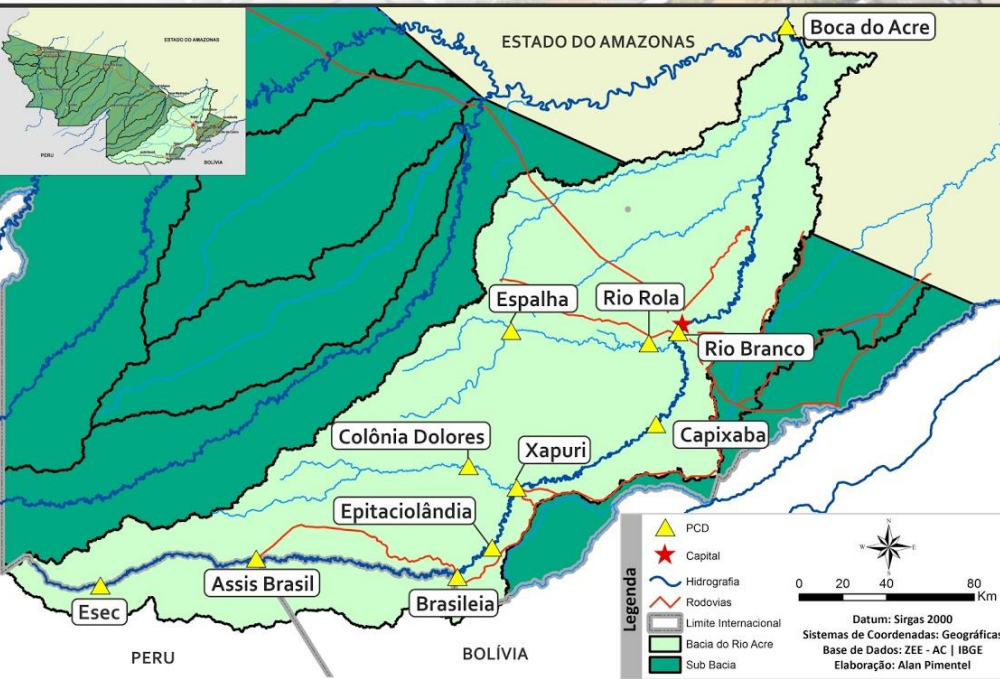 ESTADO DO AMAZONAS
PERU
BOLÍVIA
ESTADO DO AMAZONAS
Boca do Acre
Espalha
Rio Rola
Rio Branco
Colônia Dolores
Xapuri
Capixaba
Epitaciolândia
Assis Brasil
Esec
Brasileia
PERU
BOLÍVIA
Legenda
PCD
Capital
Hidrografia
Rodovias
Limite Internacional
Bacia do Rio Acre
Sub Bacia
N
W
E
S
0 20 40 80
Km
Datum: Sirgas 2000
Sistemas de Coordenadas: Geográficas
Base de Dados: ZEE - AC | IBGE
Elaboração: Alan Pimentel